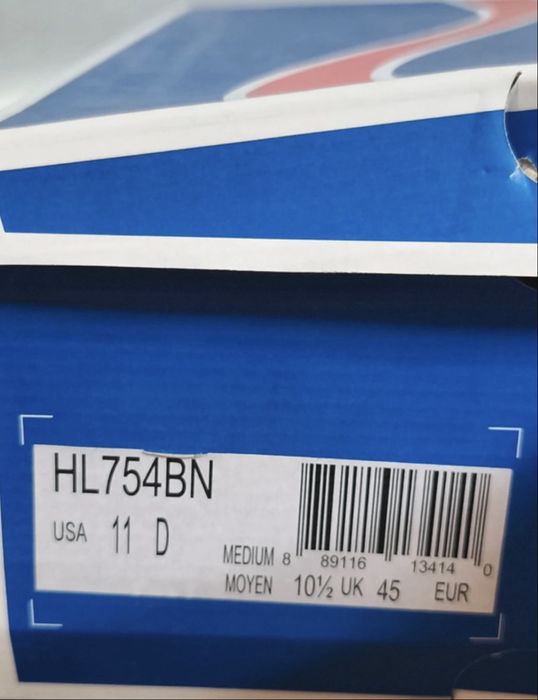 HL754BN
USA 11 D
8 89116 13414 0
MEDIUM
MOYEN 10½ UK 45 EUR